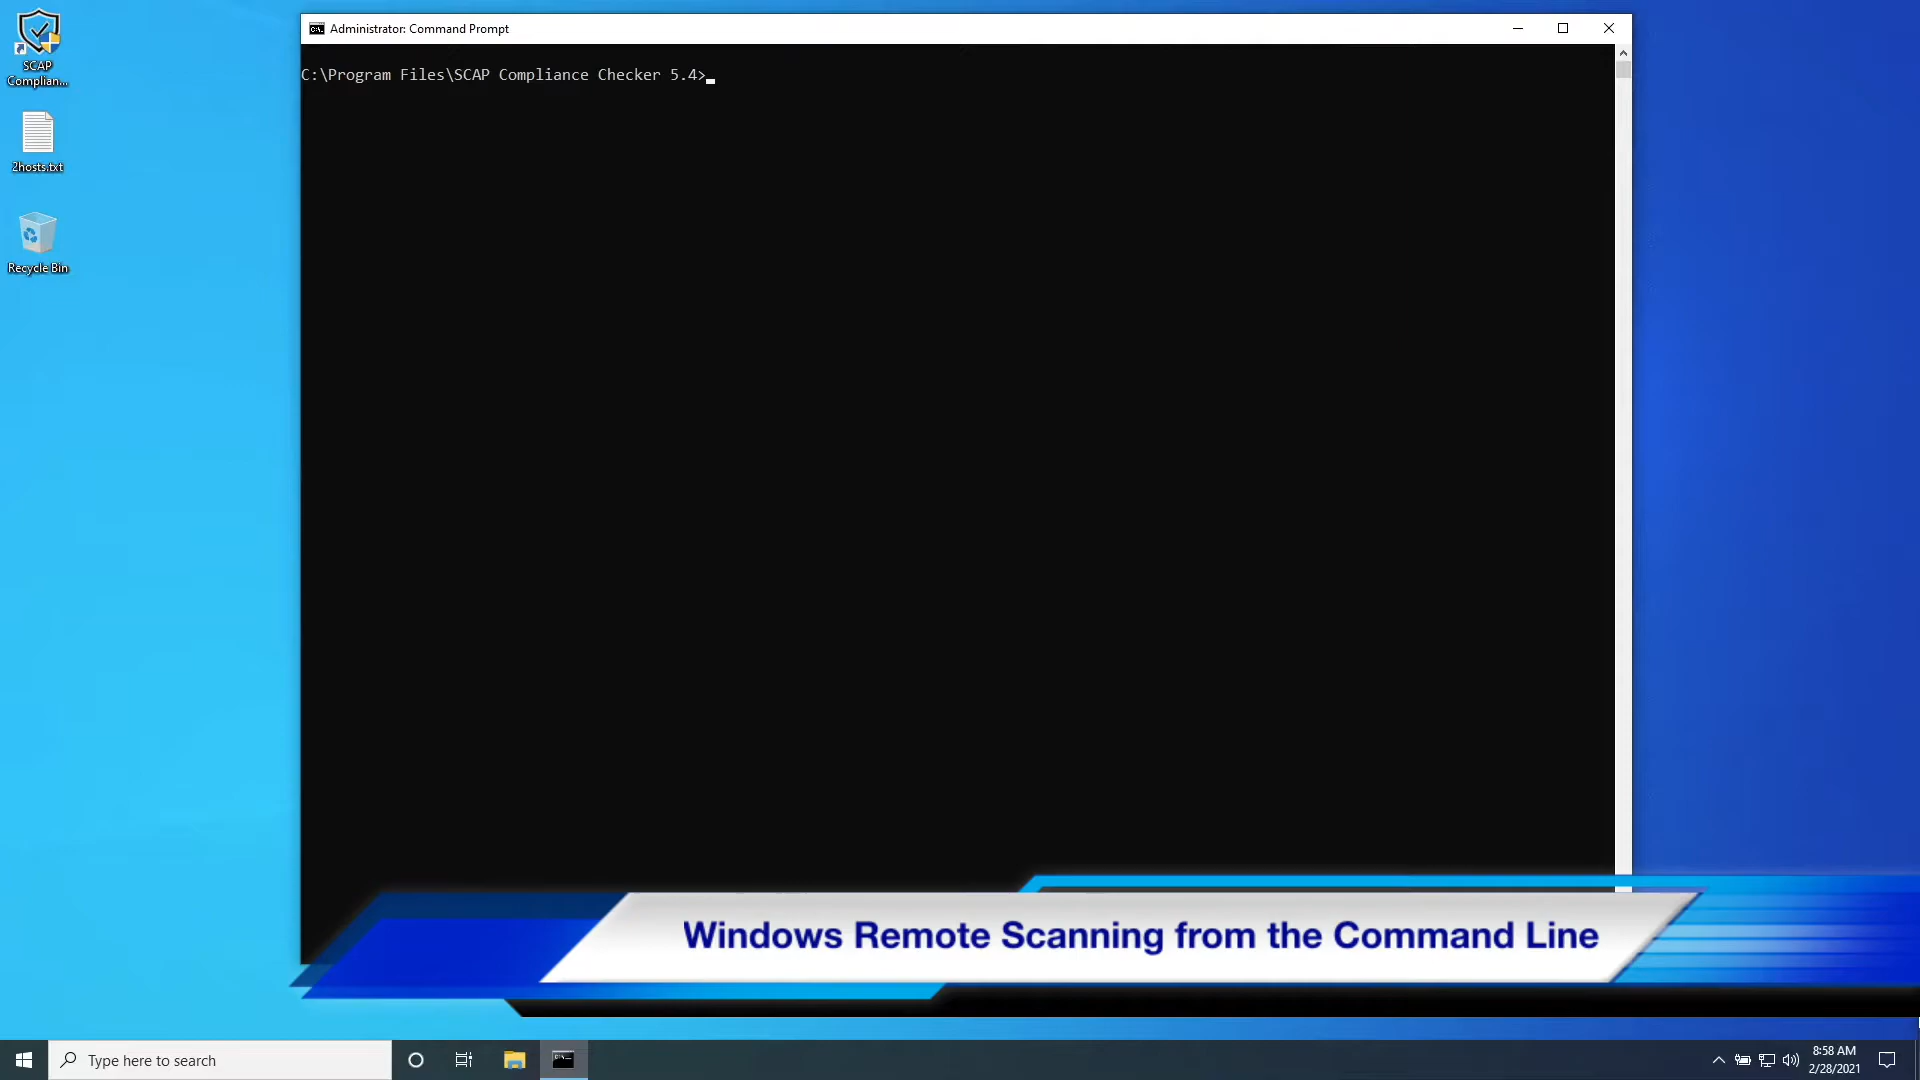 SCAP
Complian...
2hosts.txt
Recycle Bin
Administrator: Command Prompt
C:\Program Files\SCAP Compliance Checker 5.4>
Windows Remote Scanning from the Command Line
Type here to search
8:58 AM
2/28/2021